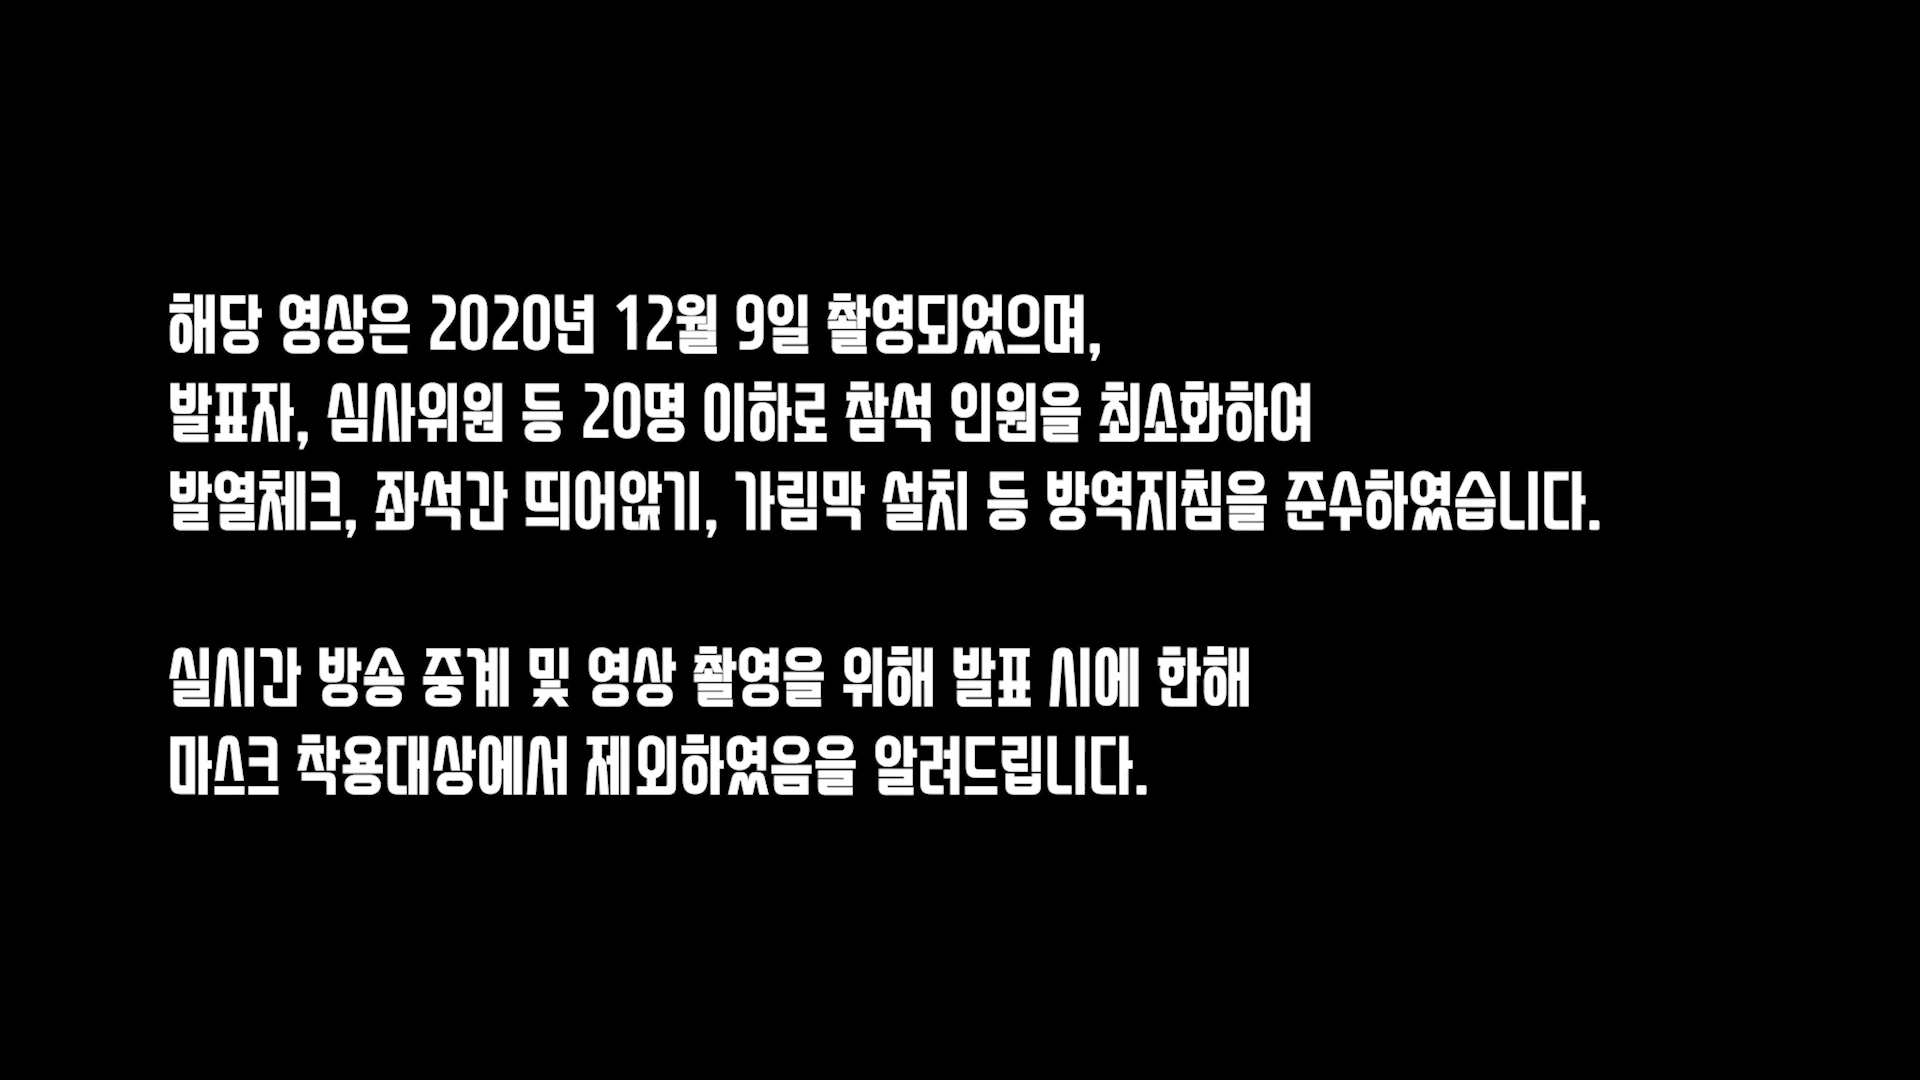 해당 영상은 2020년 12월 9일 촬영되었으며,
발표자, 심사위원 등 20명 이하로 참석 인원을 최소화하여
발열체크, 좌석간 띄어앉기, 가림막 설치 등 방역지침을 준수하였습니다.
실시간 방송 중계 및 영상 촬영을 위해 발표 시에 한해
마스크 착용대상에서 제외하였음을 알려드립니다.